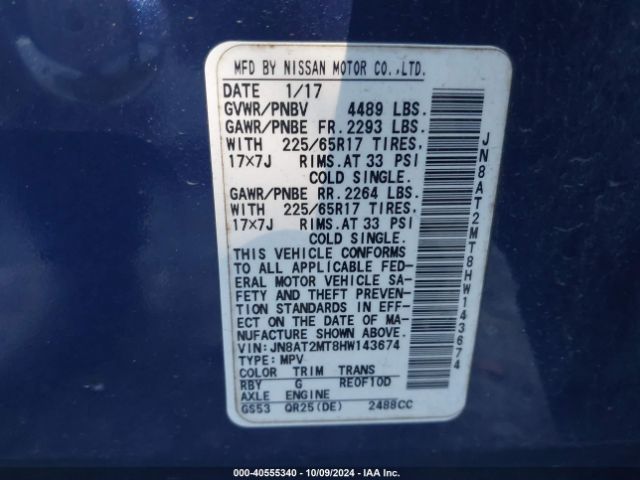 MFD BY NISSAN MOTOR CO.,LTD.
DATE 1/17
GVWR/PNBV 4489 LBS.
GAWR/PNBE FR. 2293 LBS.
WITH 225/65R17 TIRES,
17×7J RIMS. AT 33 PSI
COLD SINGLE.
GAWR/PNBE RR. 2264 LBS.
WITH 225/65R17 TIRES,
17×7J RIMS. AT 33 PSI
COLD SINGLE.
THIS VEHICLE CONFORMS
TO ALL APPLICABLE FED-
ERAL MOTOR VEHICLE SA-
FETY AND THEFT PREVEN-
TION STANDARDS IN EFF-
ECT ON THE DATE OF MA-
NUFACTURE SHOWN ABOVE.
VIN:JN8AT2MT8HW143674
TYPE: MPV
COLOR TRIM TRANS
RBY G RE0F10D
AXLE ENGINE
GS53 QR25(DE) 2488CC
JN8AT2MT8HW143674
000-40555340 | 10/09/2024 | IAA Inc.